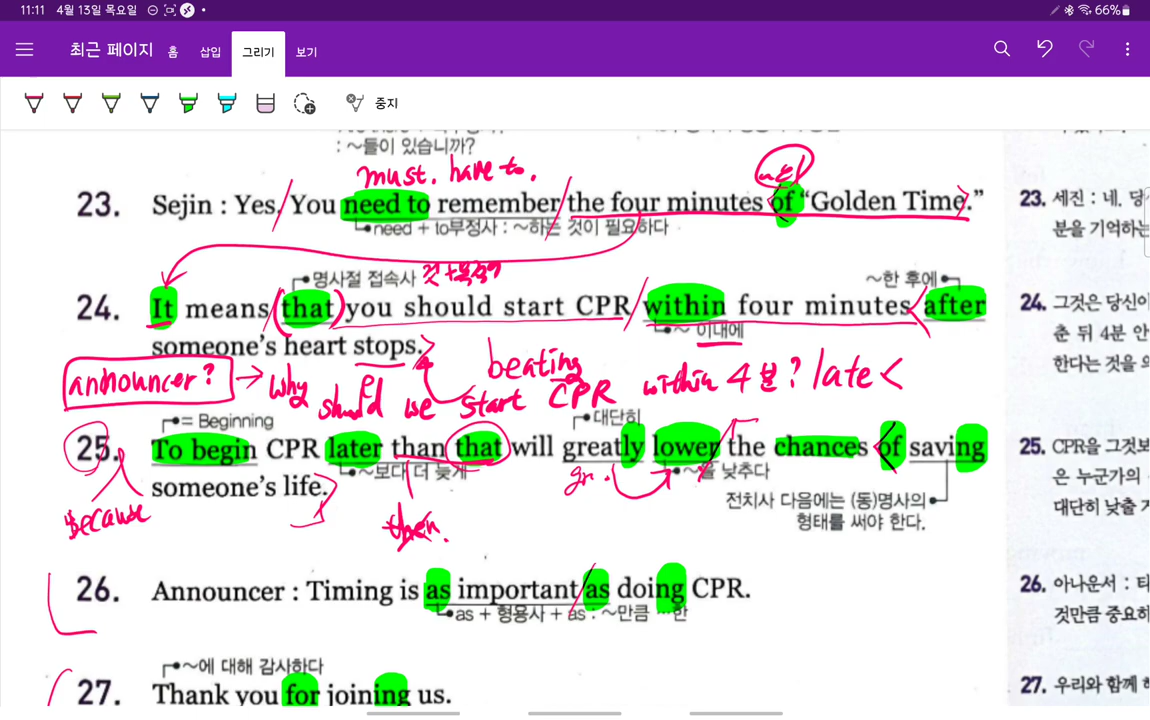 11:11 4월 13일 목요일
66%
최근 페이지 홈 삽입 그리기 보기
중지
: ~들이 있습니까?
must. have to.
23. Sejin : Yes. You need to remember the four minutes of “Golden Time.”
need + to부정사 : ~하는 것이 필요하다
23. 세진 : 네, 당
분을 기억하는
명사절 접속사
~한 후에
24. It means (that) you should start CPR within four minutes after
~ 이내에
someone's heart stops.
24. 그것은 당신이
춘 뒤 4분 안
한다는 것을 의
beating
announcer? → why should we start CPR within 4분? late <
= Beginning
대단히
25. To begin CPR later than that will greatly lower the chances of saving
~보다 더 늦게
~을 낮추다
someone's life.
25. CPR을 그것보
은 누군가의
대단히 낮출 
전치사 다음에는 (동)명사의
형태를 써야 한다.
because
then.
26. Announcer : Timing is as important as doing CPR.
as + 형용사 + as : ~만큼 …한
26. 아나운서 : 타
것만큼 중요하
~에 대해 감사하다
27. Thank you for joining us.
27. 우리와 함께